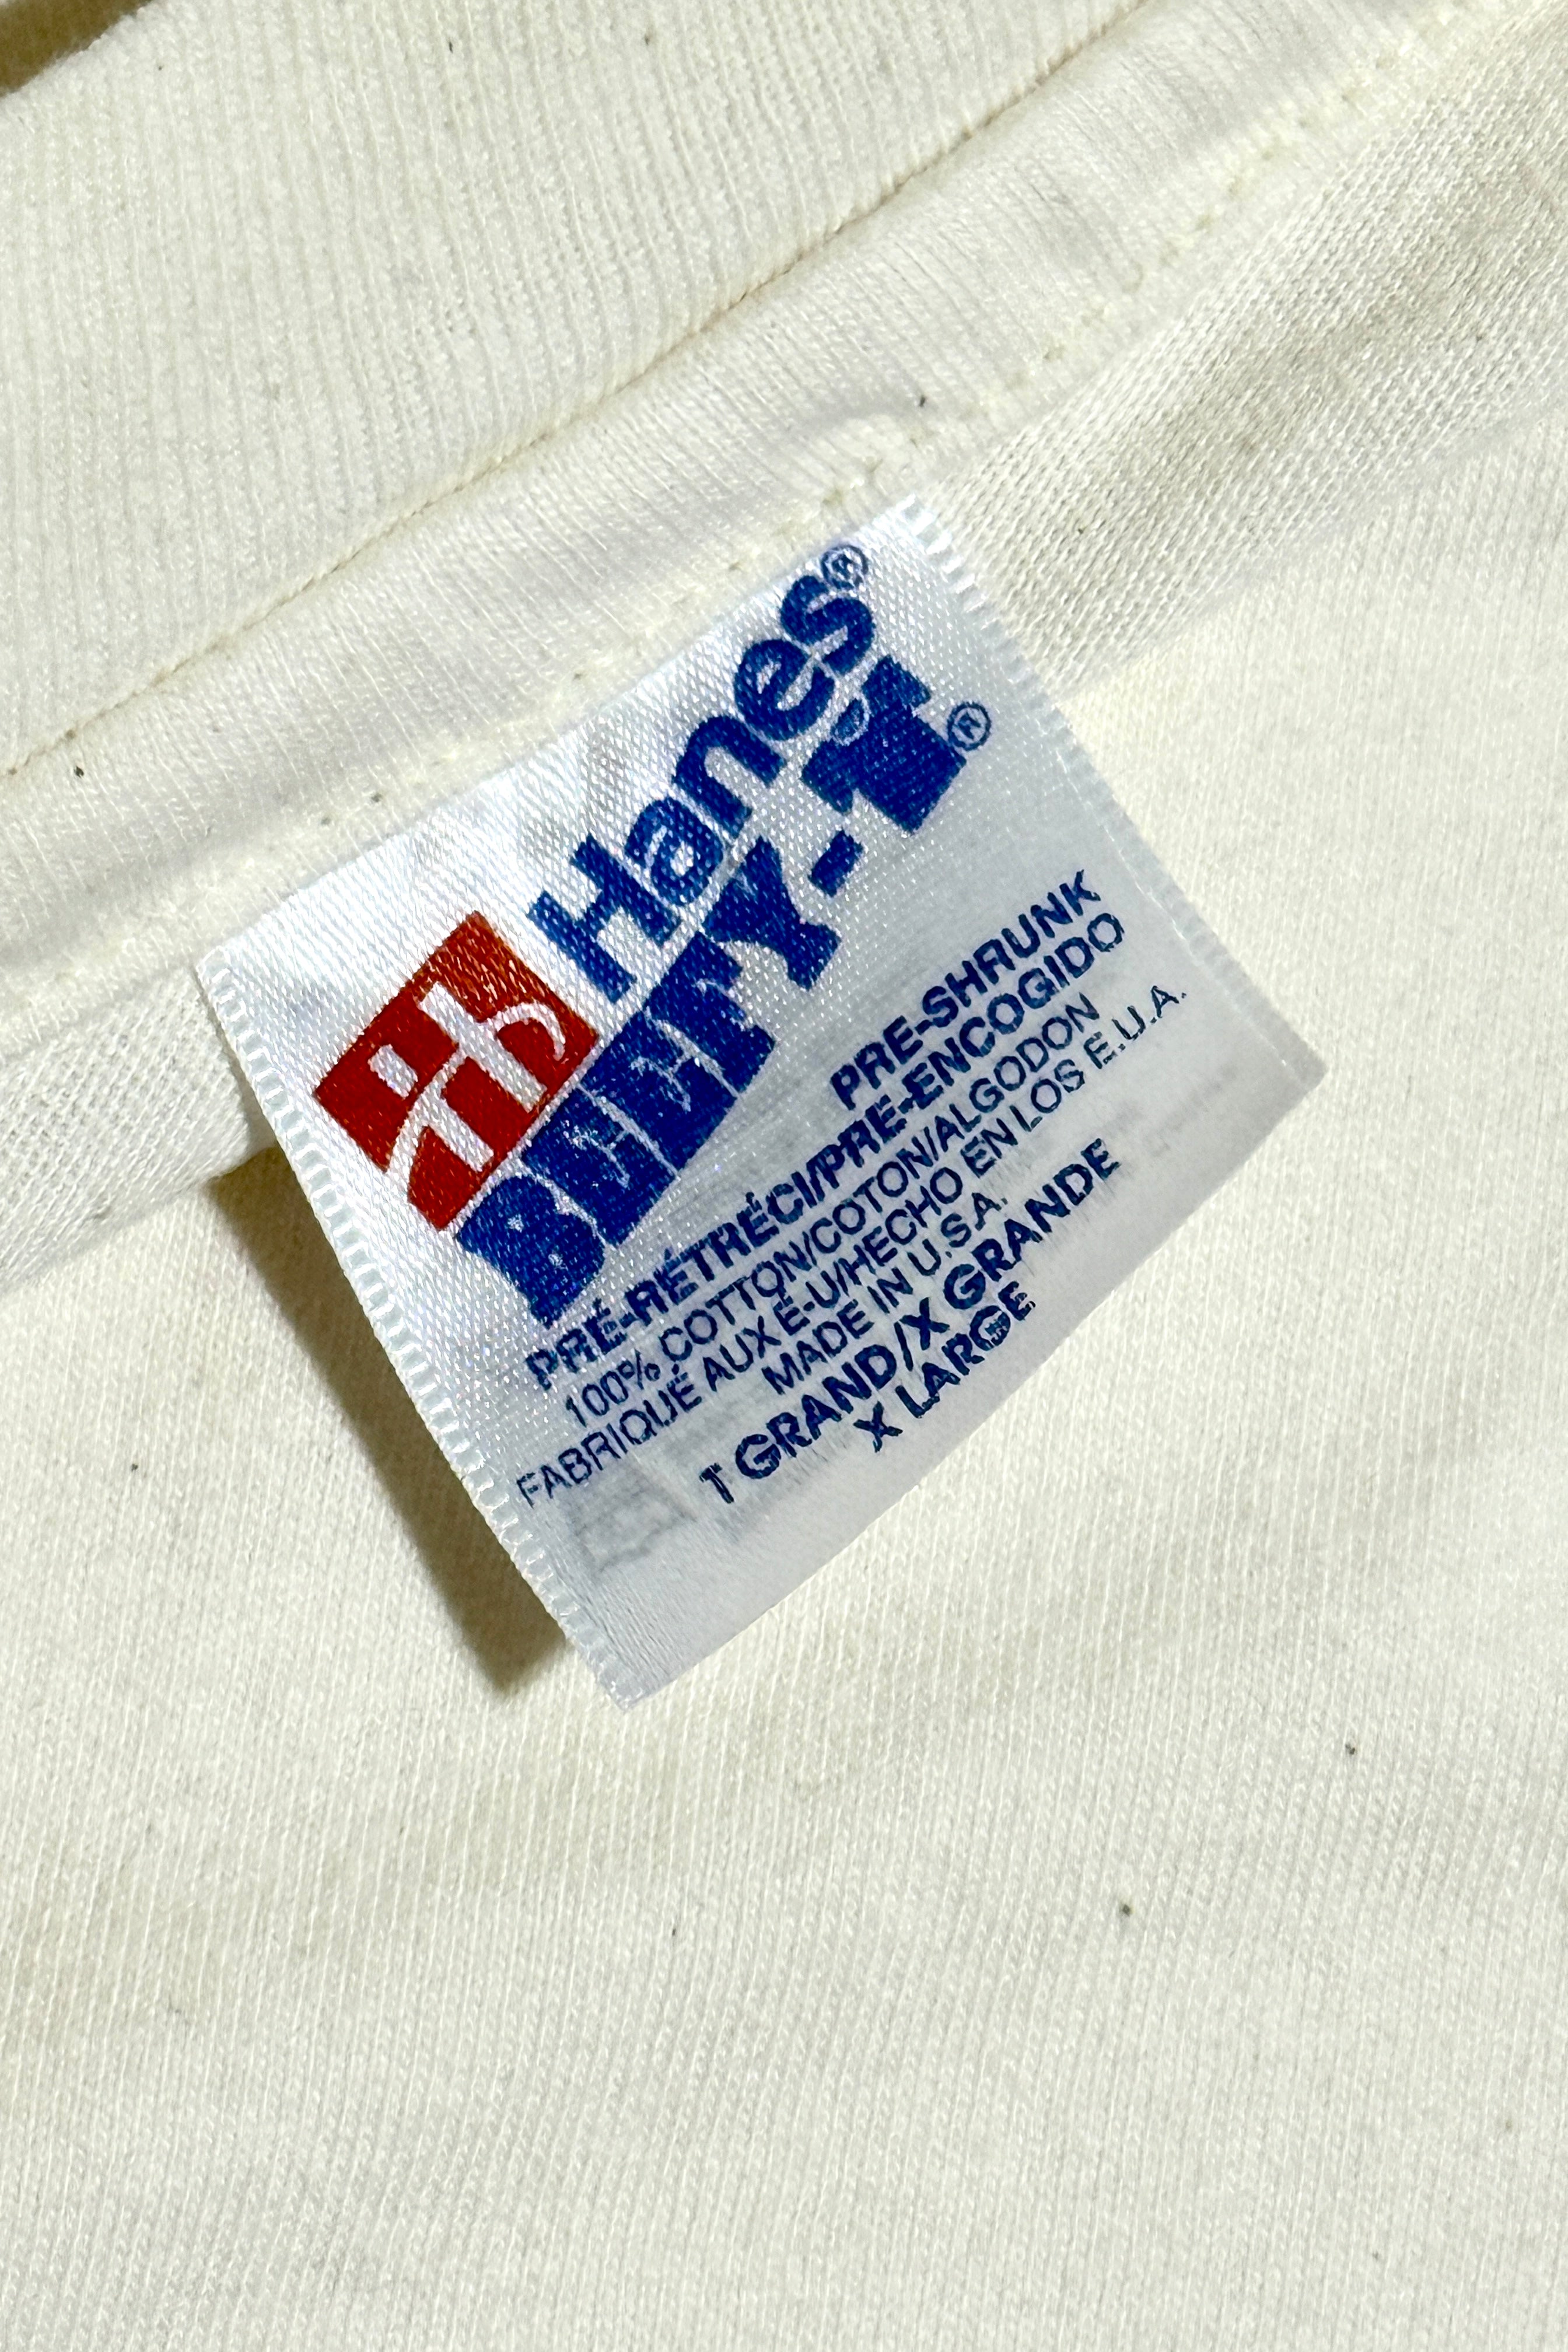 Hanes®
BEEFY-T®
PRE-SHRUNK
PRÉ-RÉTRÉCI/PRE-ENCOGIDO
100% COTTON/COTON/ALGODON
FABRIQUÉ AUX É-U/HECHO EN LOS E.U.A.
MADE IN U.S.A.
T GRAND/X GRANDE
X LARGE